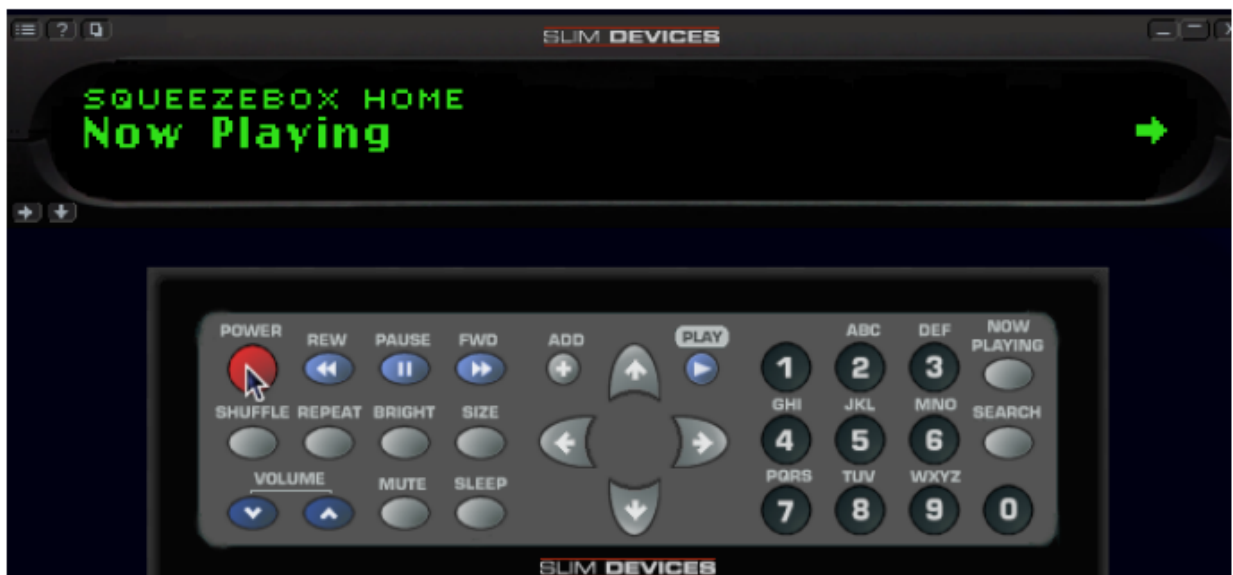 ?
SLIM DEVICES
SQUEEZEBOX HOME
Now Playing
POWER REW PAUSE FWD ADD PLAY ABC DEF NOW PLAYING
1 2 3
SHUFFLE REPEAT BRIGHT SIZE GHI JKL MNO SEARCH
4 5 6
VOLUME MUTE SLEEP PQRS TUV WXYZ
7 8 9 0
SLIM DEVICES